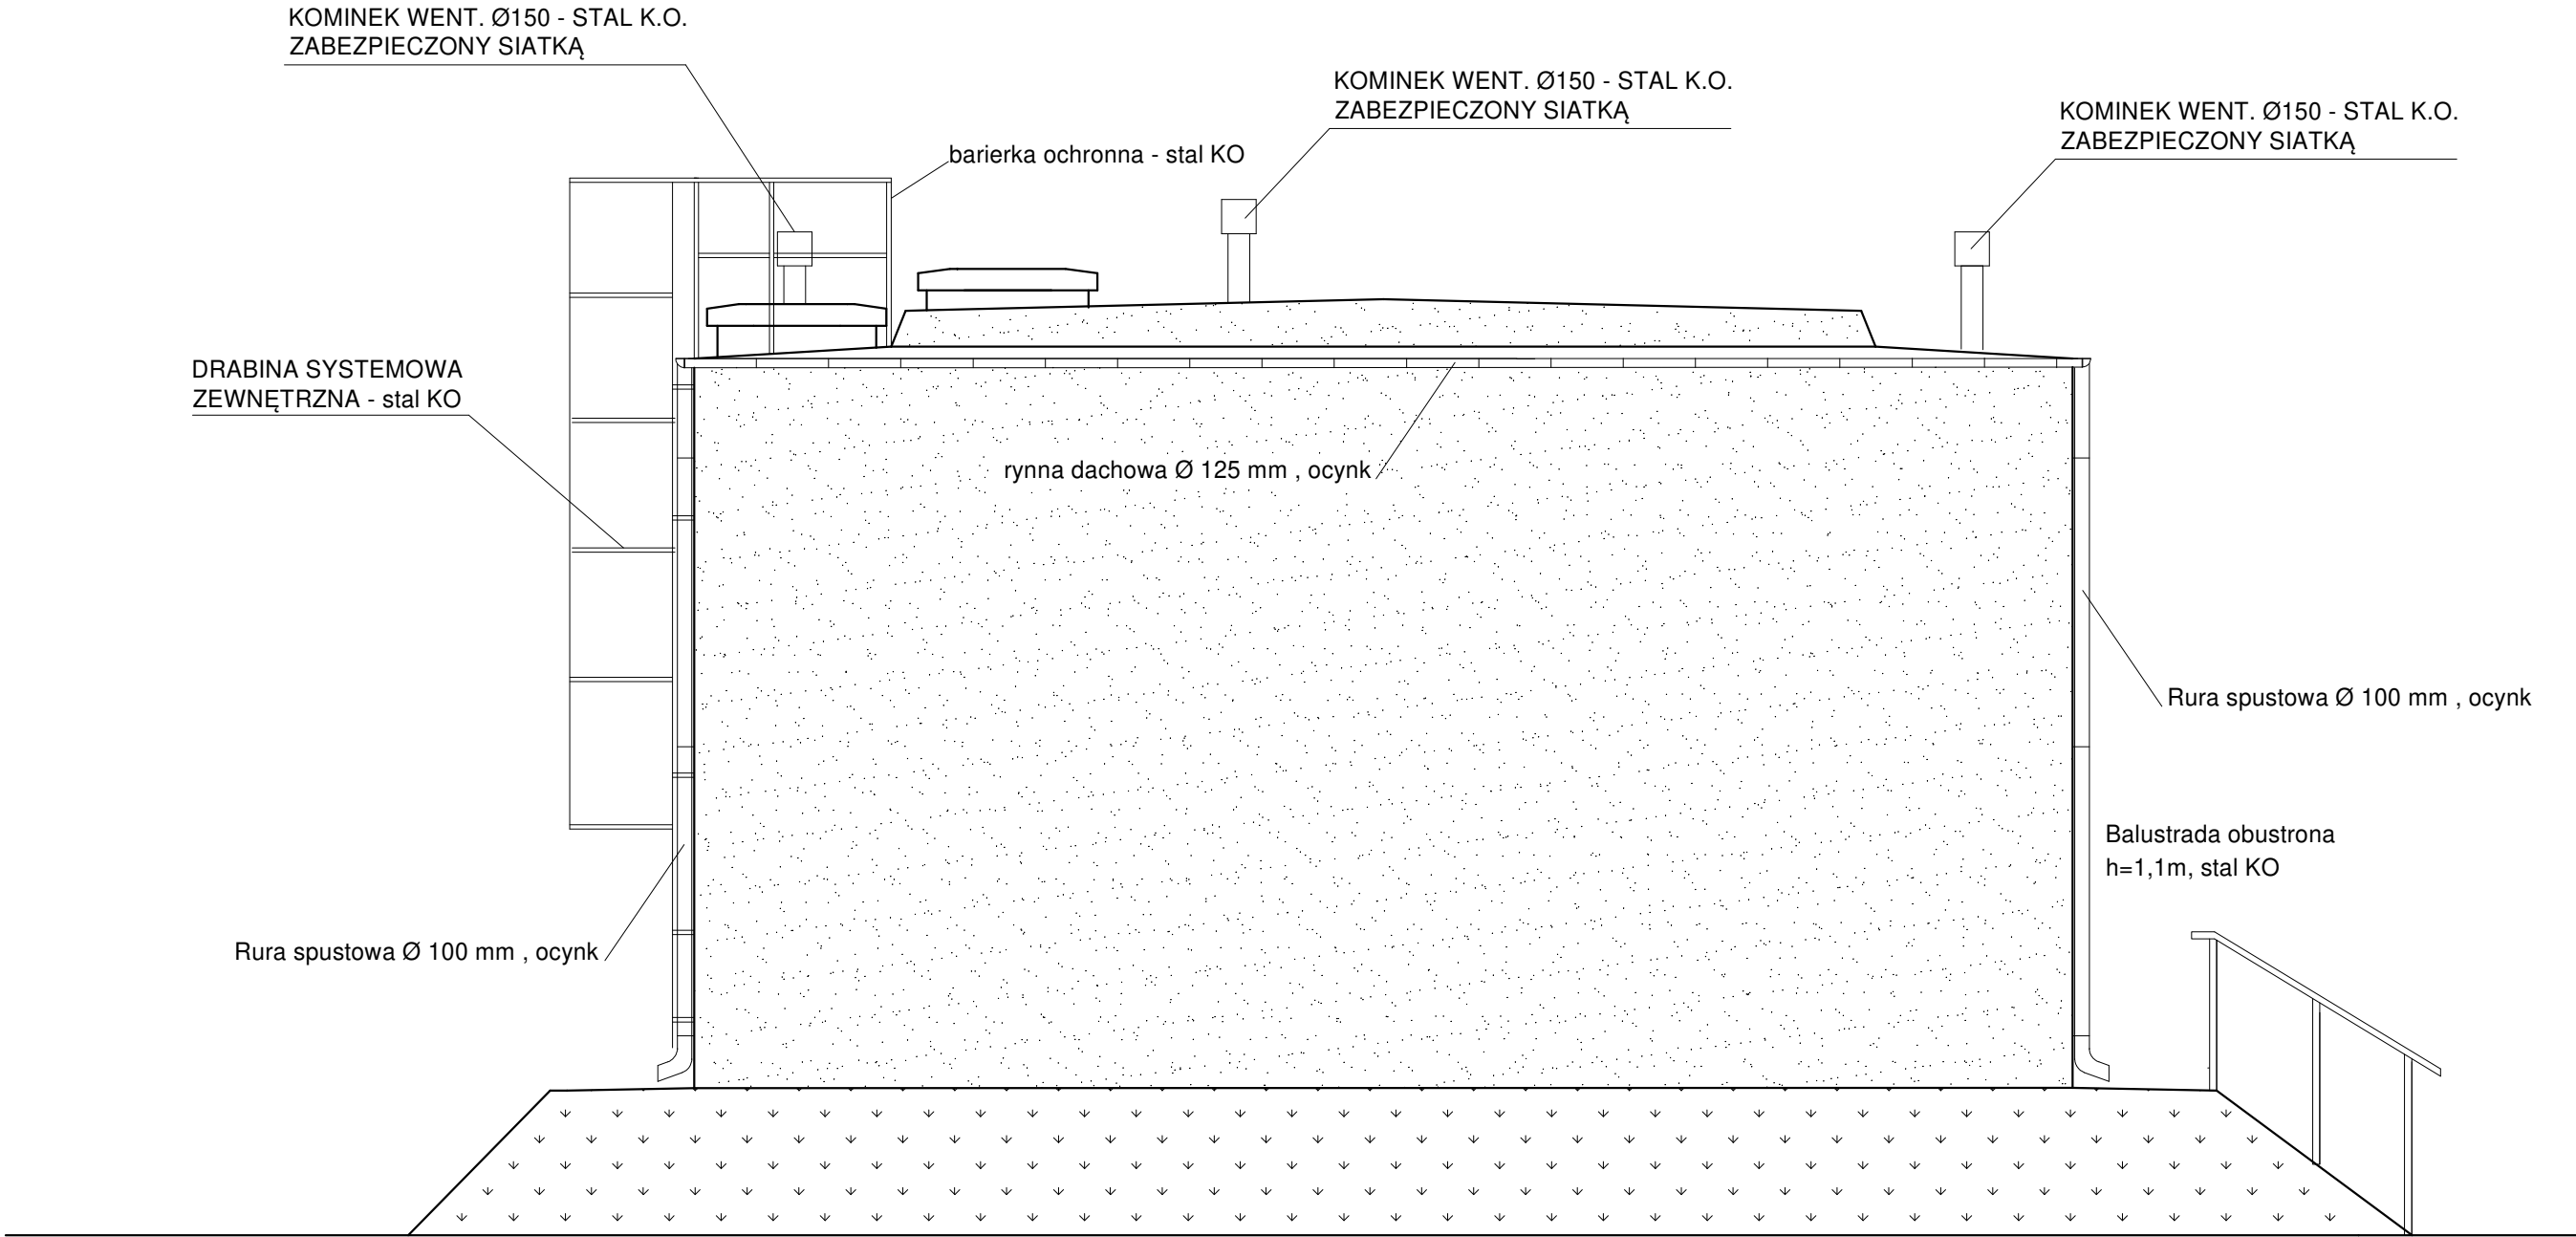 KOMINEK WENT. Ø150 - STAL K.O.
ZABEZPIECZONY SIATKĄ
KOMINEK WENT. Ø150 - STAL K.O.
ZABEZPIECZONY SIATKĄ
KOMINEK WENT. Ø150 - STAL K.O.
ZABEZPIECZONY SIATKĄ
barierka ochronna - stal KO
DRABINA SYSTEMOWA
ZEWNĘTRZNA - stal KO
rynna dachowa Ø 125 mm , ocynk
Rura spustowa Ø 100 mm , ocynk
Balustrada obustrona
h=1,1m, stal KO
Rura spustowa Ø 100 mm , ocynk